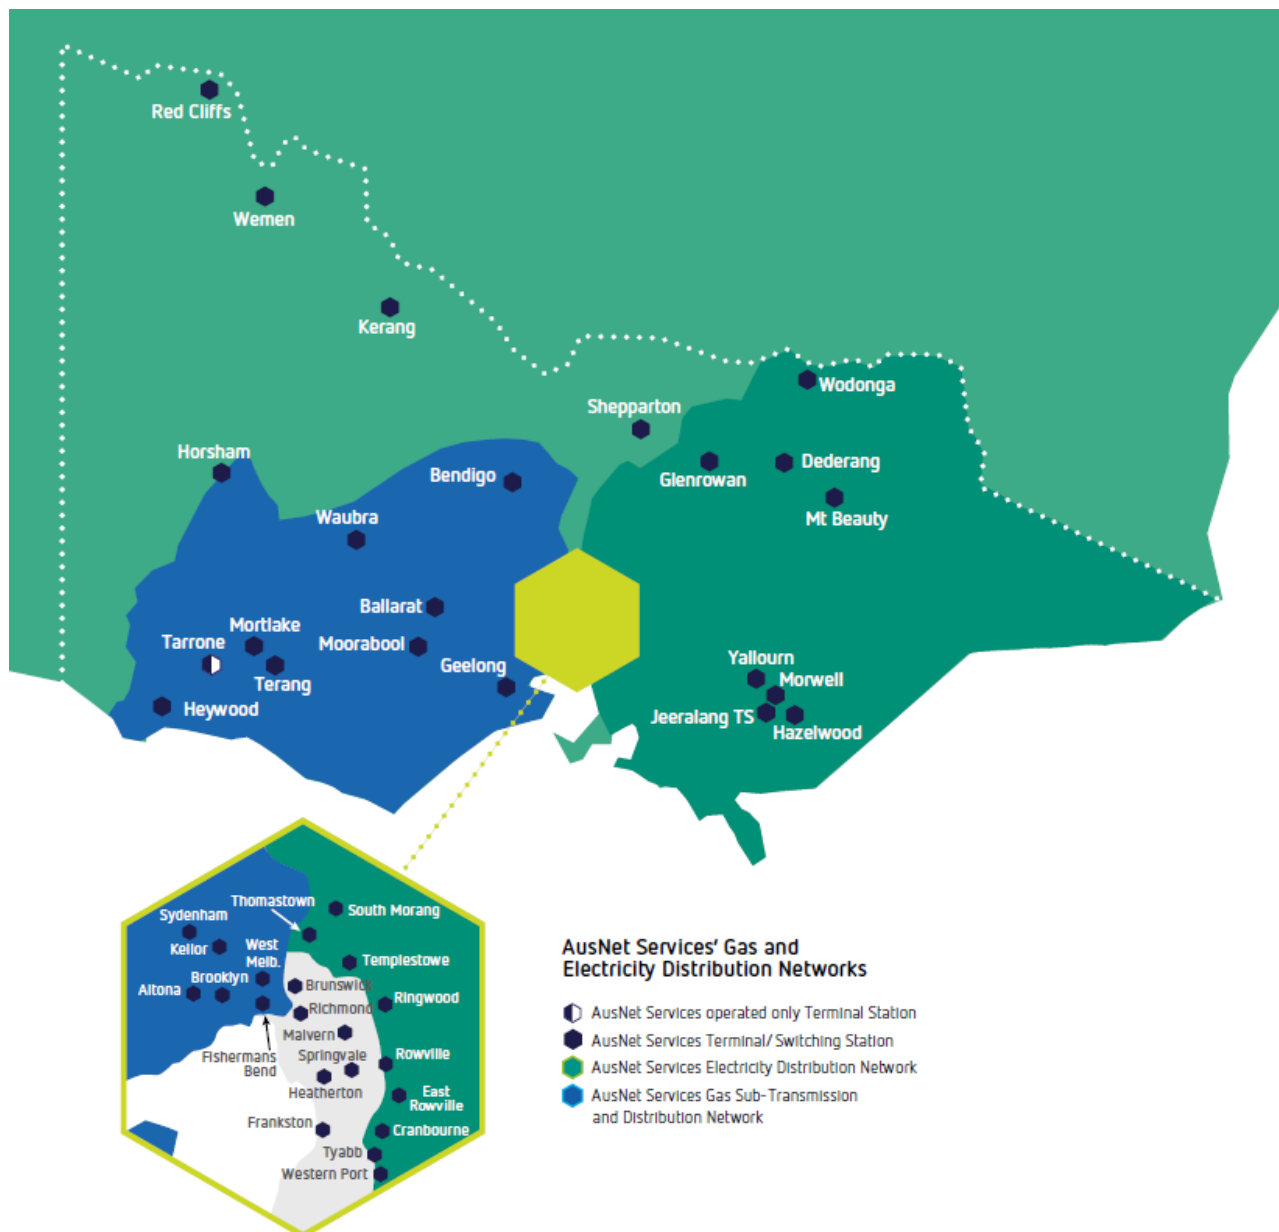 Red Cliffs
Wemen
Kerang
Wodonga
Shepparton
Horsham
Bendigo
Glenrowan
Dederang
Waubra
Mt Beauty
Ballarat
Mortlake
Tarrone
Moorabool
Geelong
Terang
Heywood
Yallourn
Morwell
Jeeralang TS
Hazelwood
Thomastown
South Morang
Sydenham
Kellor
West
Melb.
Templestowe
Brooklyn
Altona
Brunswick
Ringwood
Richmond
Malvern
Fishermans
Bend
Springvale
Rowville
Heatherton
East
Rowville
Frankston
Cranbourne
Tyabb
Western Port
AusNet Services' Gas and
Electricity Distribution Networks
AusNet Services operated only Terminal Station
AusNet Services Terminal/Switching Station
AusNet Services Electricity Distribution Network
AusNet Services Gas Sub-Transmission
and Distribution Network